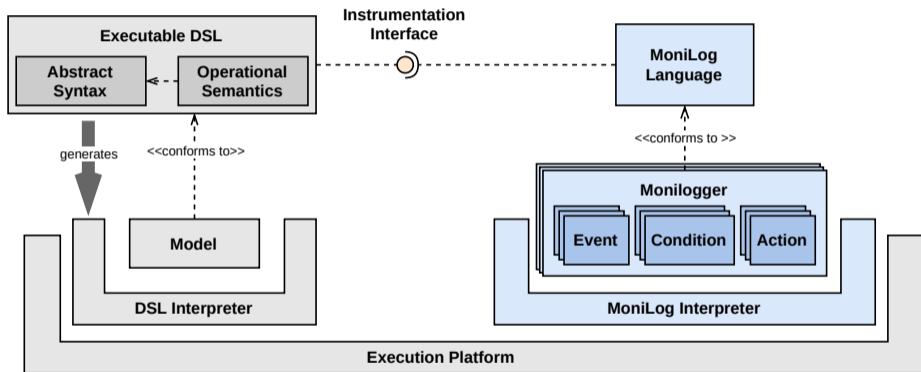 Instrumentation
Interface
Executable DSL
Abstract
Syntax
Operational
Semantics
MoniLog
Language
generates
<<conforms to>>
<<conforms to >>
Monilogger
Event
Condition
Action
Model
DSL Interpreter
MoniLog Interpreter
Execution Platform